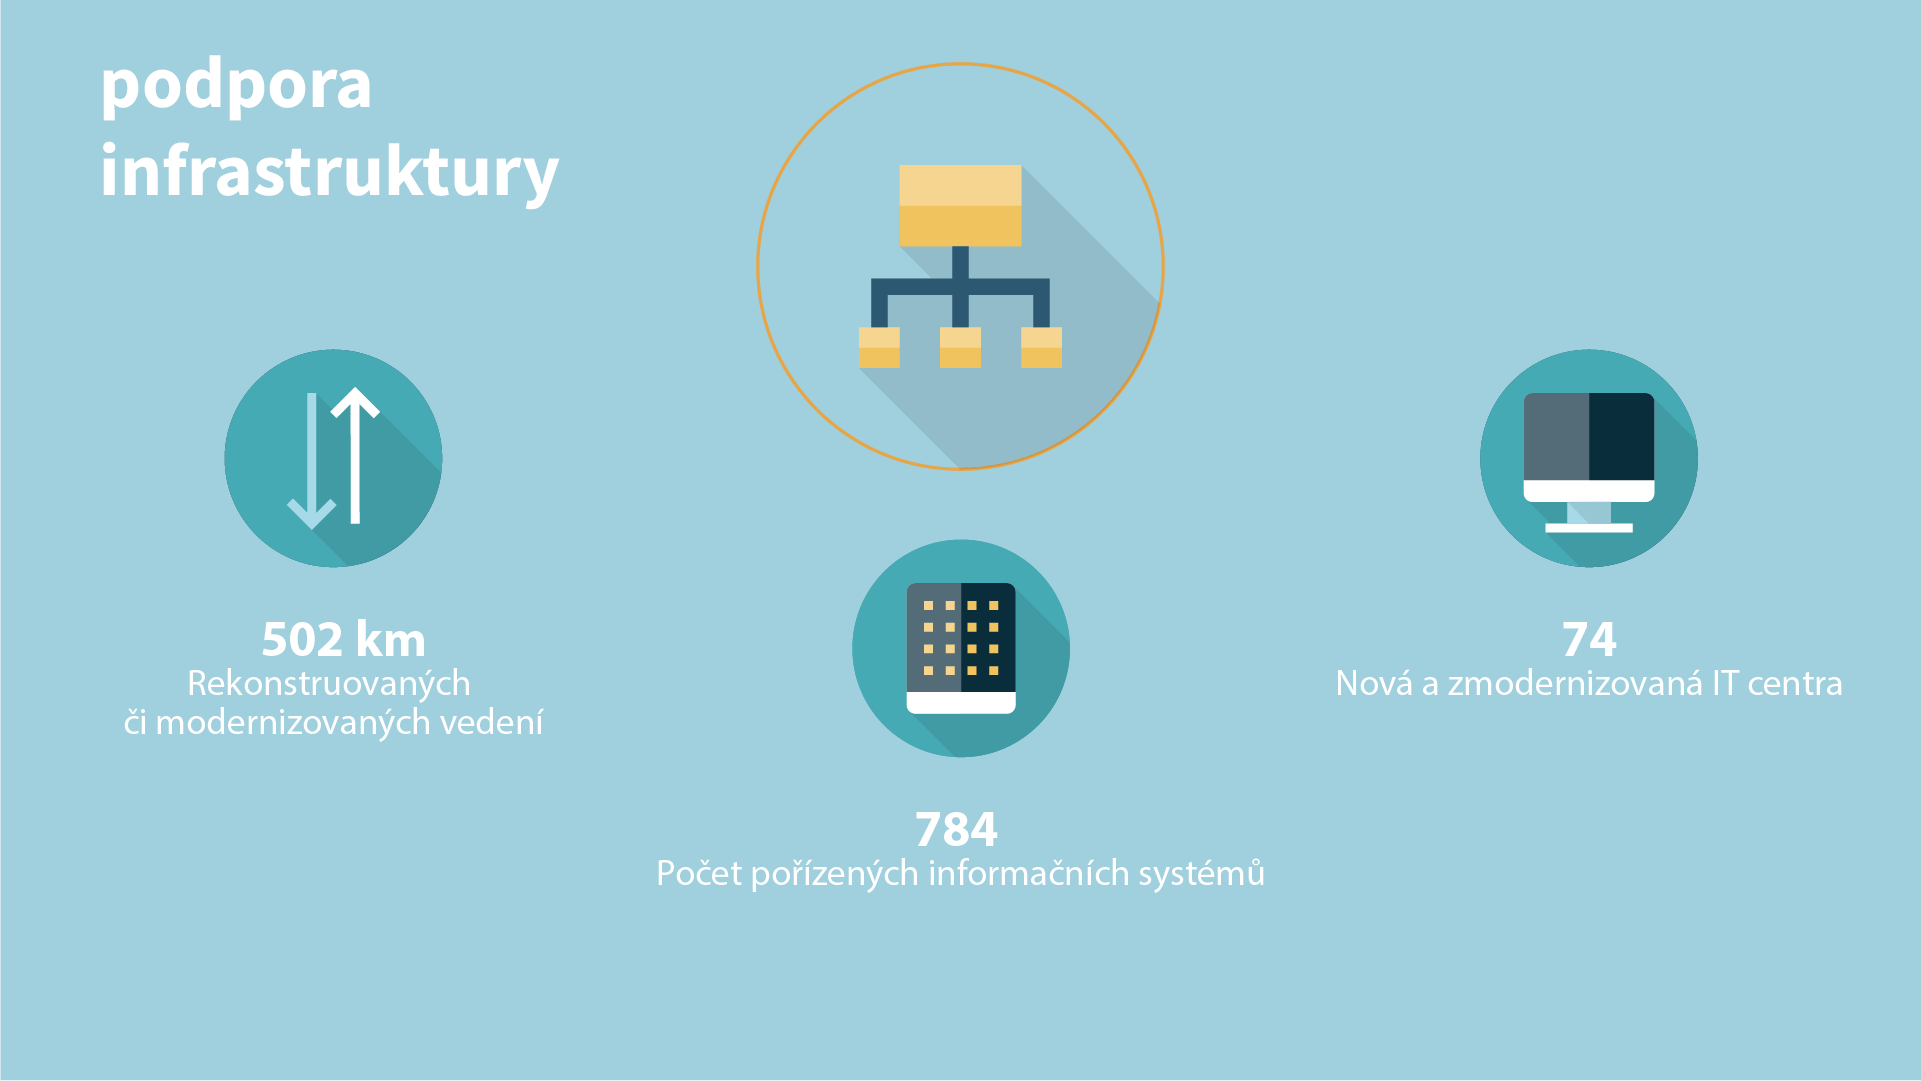 podpora
infrastruktury
502 km
Rekonstruovaných
či modernizovaných vedení
784
Počet pořízených informačních systémů
74
Nová a zmodernizovaná IT centra